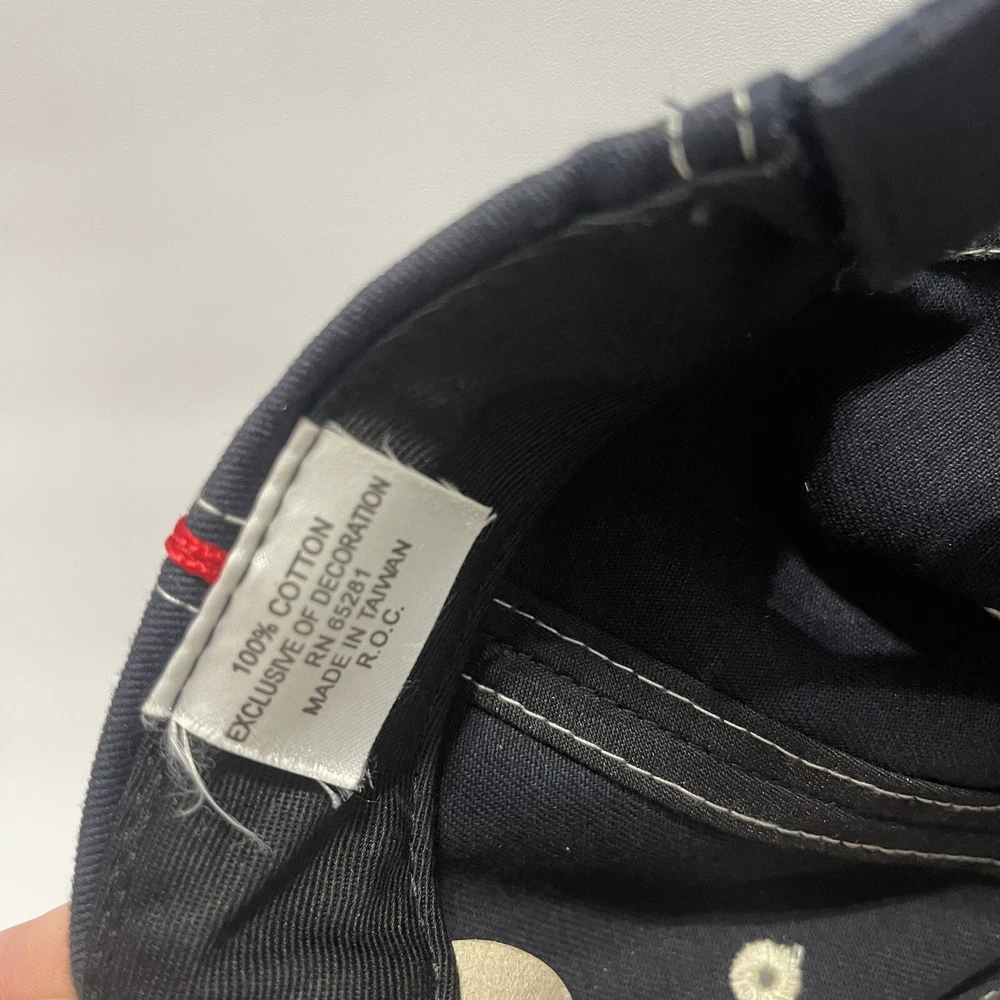 100% COTTON
EXCLUSIVE OF DECORATION
RN 65281
MADE IN TAIWAN
R.O.C.